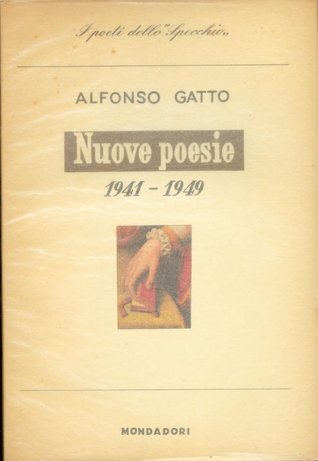 I poeti dello "Specchio„
ALFONSO GATTO
Nuove poesie
1941 - 1949
MONDADORI